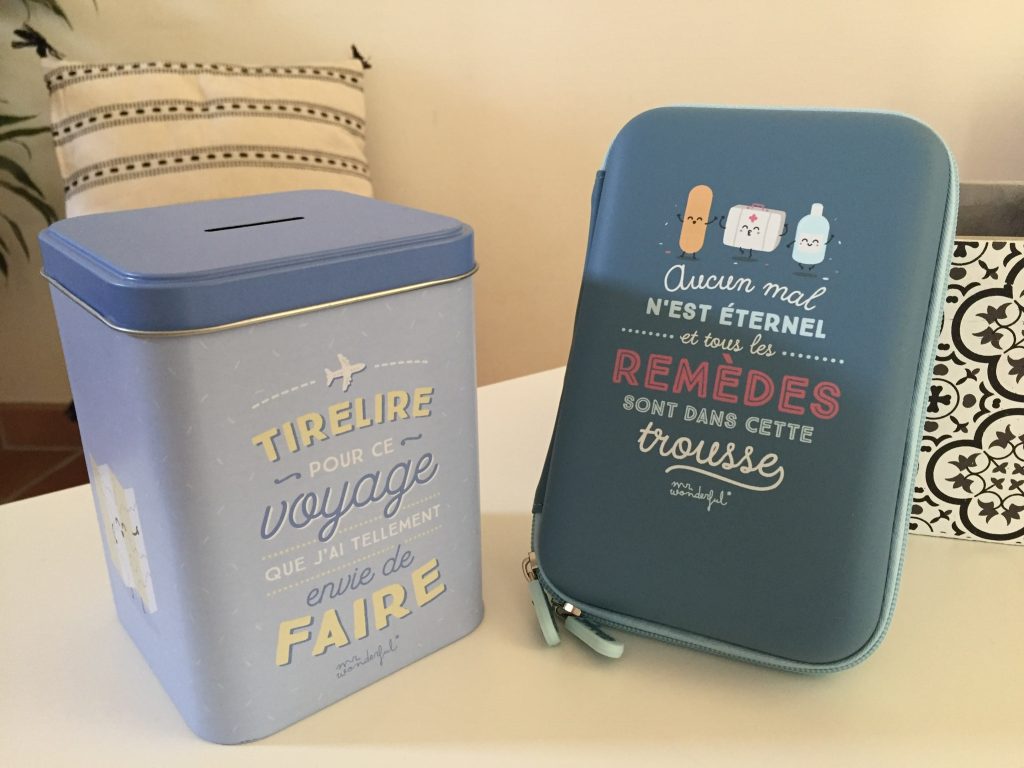 TIRELIRE
POUR CE
voyage
QUE J'AI TELLEMENT
envie de
FAIRE
mr.
wonderful®
Aucun mal
N'EST ÉTERNEL
et tous les
REMÈDES
SONT DANS CETTE
trousse
mr.
wonderful®